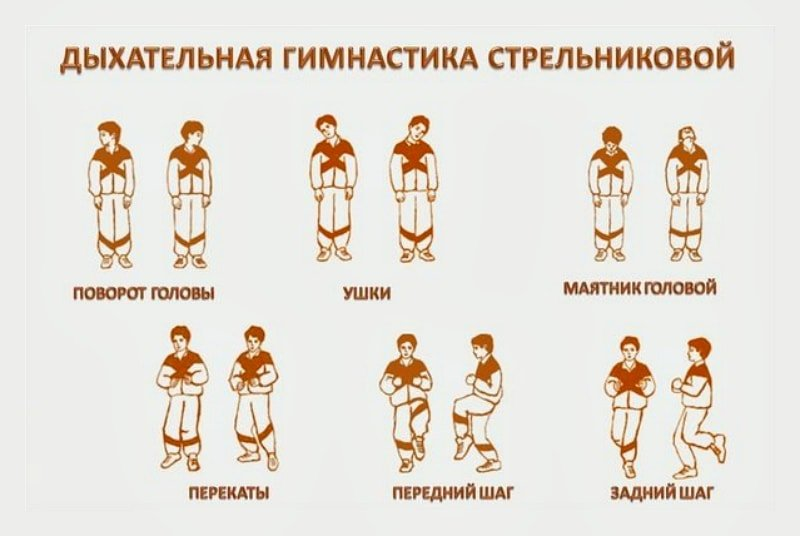 ДЫХАТЕЛЬНАЯ ГИМНАСТИКА СТРЕЛЬНИКОВОЙ
ПОВОРОТ ГОЛОВЫ
УШКИ
МАЯТНИК ГОЛОВОЙ
ПЕРЕКАТЫ
ПЕРЕДНИЙ ШАГ
ЗАДНИЙ ШАГ